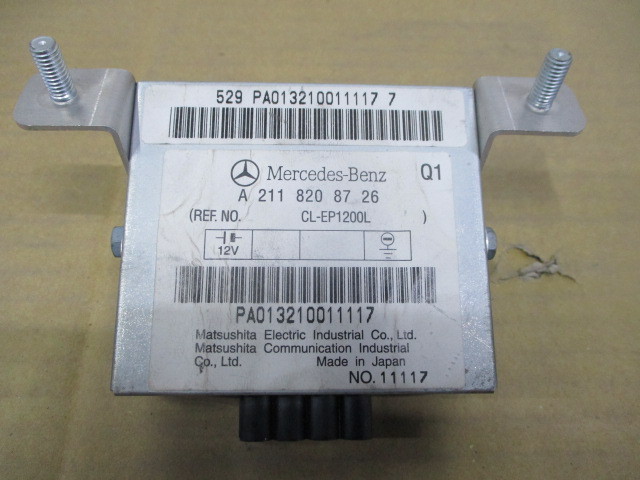 529 PA013210011117 7
Mercedes-Benz Q1
A 211 820 87 26
(REF. NO. CL-EP1200L )
12V
PA013210011117
Matsushita Electric Industrial Co., Ltd.
Matsushita Communication Industrial
Co., Ltd. Made in Japan
NO. 11117